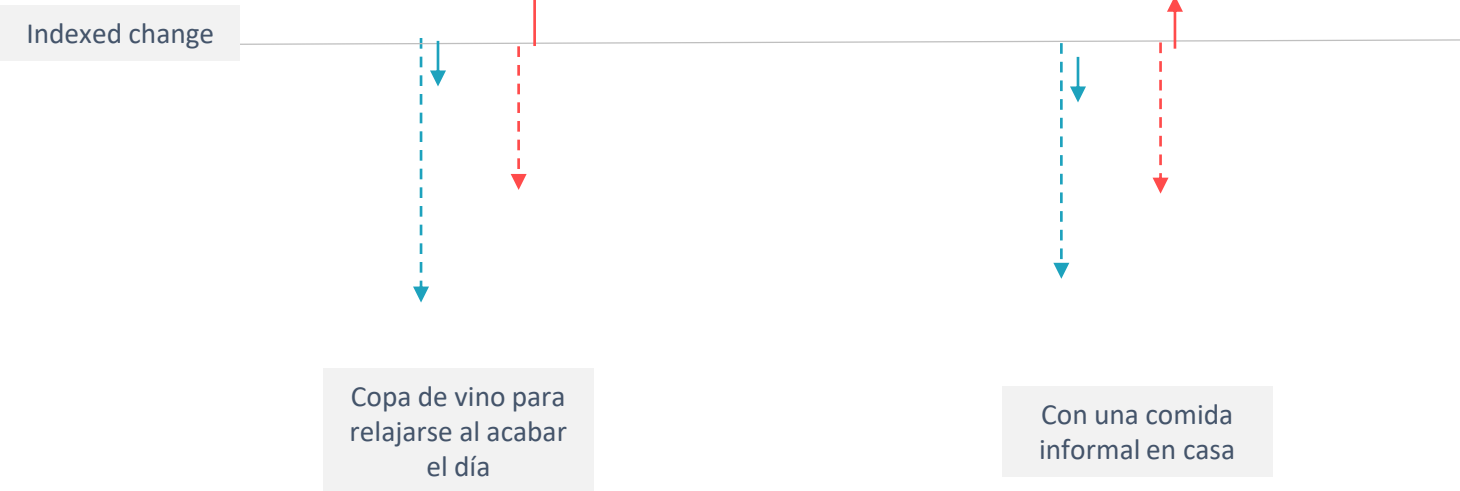 Indexed change
Copa de vino para
relajarse al acabar
el día
Con una comida
informal en casa